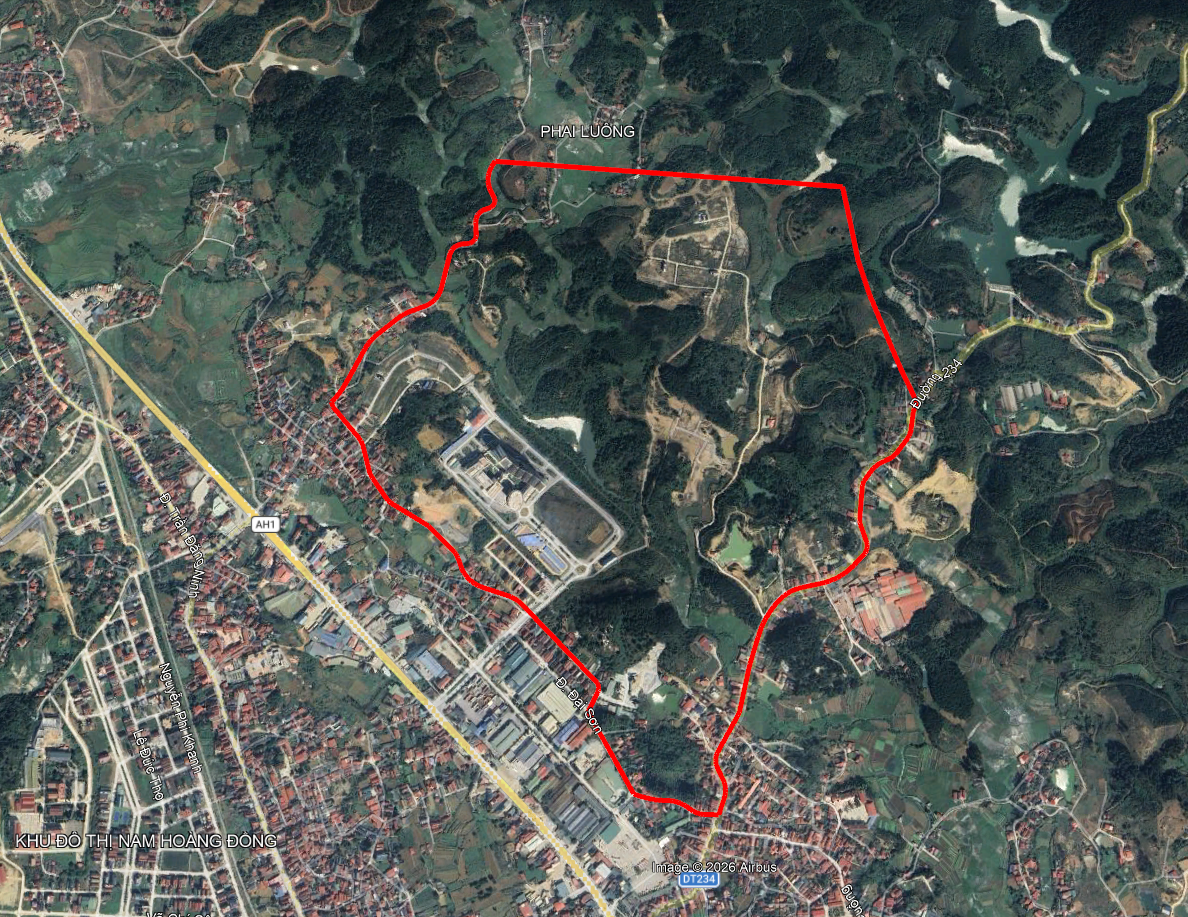 PHAI LUÔNG
Đường 234
AH1
Đ. Trần Đăng Ninh
Nguyễn Phi Khanh
Lê Đức Thọ
Đ. Đại Sơn
KHU ĐÔ THỊ NAM HOÀNG ĐỒNG
Image © 2026 Airbus
DT234
Đường